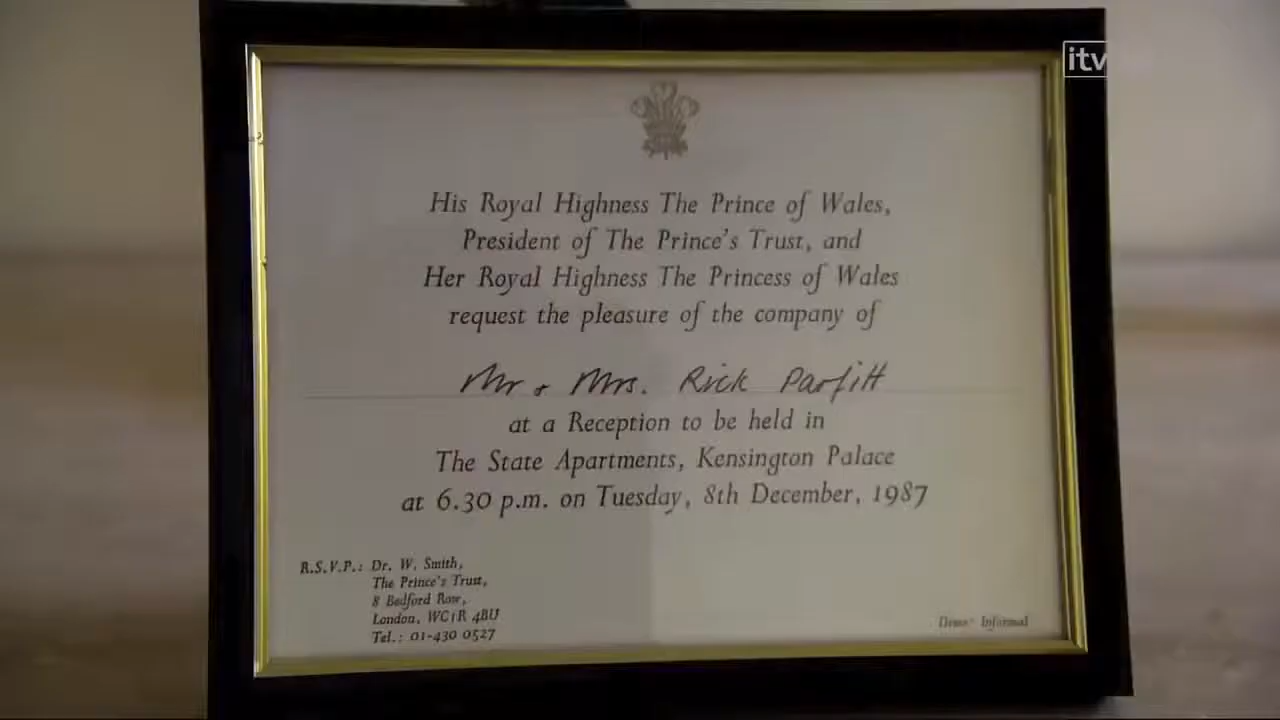 itv
His Royal Highness The Prince of Wales,
President of The Prince's Trust, and
Her Royal Highness The Princess of Wales
request the pleasure of the company of
Mr & Mrs. Rick Parfitt
at a Reception to be held in
The State Apartments, Kensington Palace
at 6.30 p.m. on Tuesday, 8th December, 1987
R.S.V.P.: Dr. W. Smith,
The Prince's Trust,
8 Bedford Row,
London, WC1R 4BU
Tel.: 01-430 0527
Dress: Informal